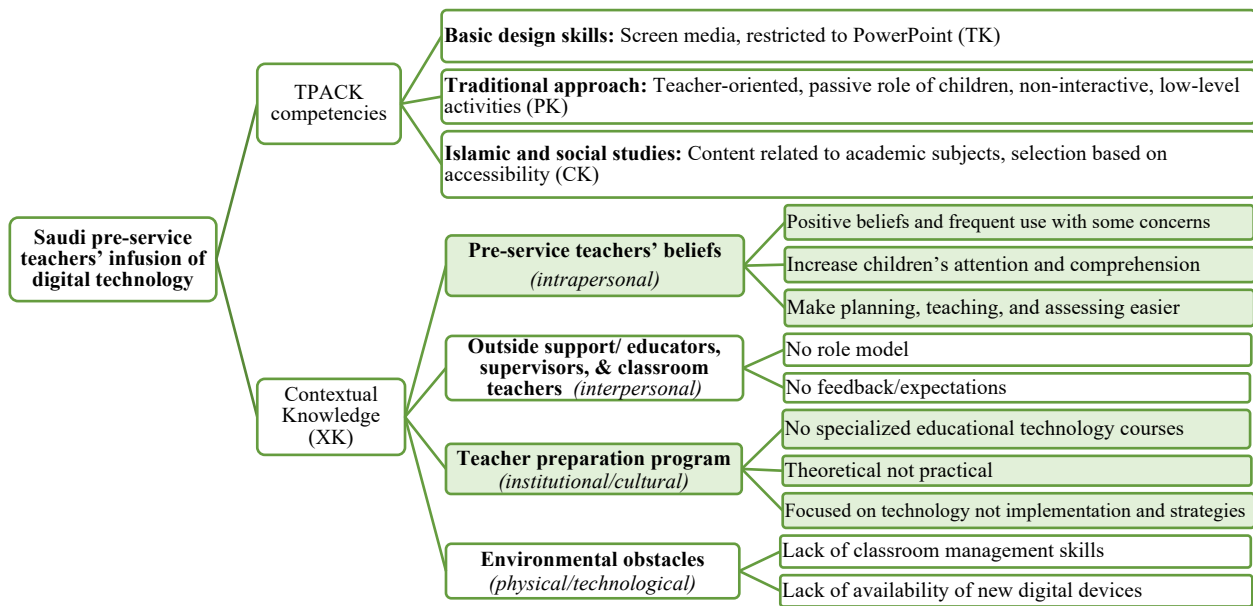 Saudi pre-service
teachers' infusion of
digital technology
TPACK
competencies
Basic design skills: Screen media, restricted to PowerPoint (TK)
Traditional approach: Teacher-oriented, passive role of children, non-interactive, low-level
activities (PK)
Islamic and social studies: Content related to academic subjects, selection based on
accessibility (CK)
Contextual
Knowledge
(XK)
Pre-service teachers' beliefs
(intrapersonal)
Positive beliefs and frequent use with some concerns
Increase children's attention and comprehension
Make planning, teaching, and assessing easier
Outside support/ educators,
supervisors, & classroom
teachers (interpersonal)
No role model
No feedback/expectations
Teacher preparation program
(institutional/cultural)
No specialized educational technology courses
Theoretical not practical
Focused on technology not implementation and strategies
Environmental obstacles
(physical/technological)
Lack of classroom management skills
Lack of availability of new digital devices